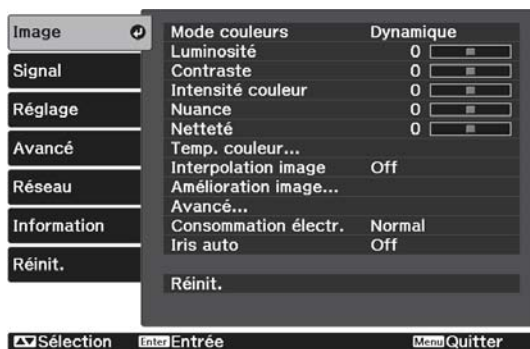 Image
Signal
Réglage
Avancé
Réseau
Information
Réinit.
Mode couleurs Dynamique
Luminosité 0
Contraste 0
Intensité couleur 0
Nuance 0
Netteté 0
Temp. couleur...
Interpolation image Off
Amélioration image...
Avancé...
Consommation électr. Normal
Iris auto Off
Réinit.
Sélection Enter Entrée Menu Quitter